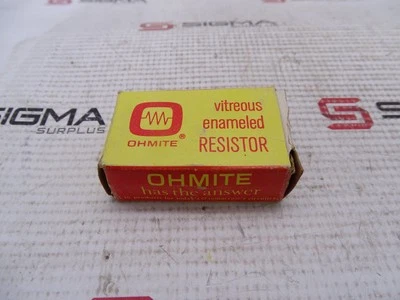 SIGMA
SURPLUS
S
SIGMA
vitreous
enameled
RESISTOR
OHMITE®
OHMITE
has the answer